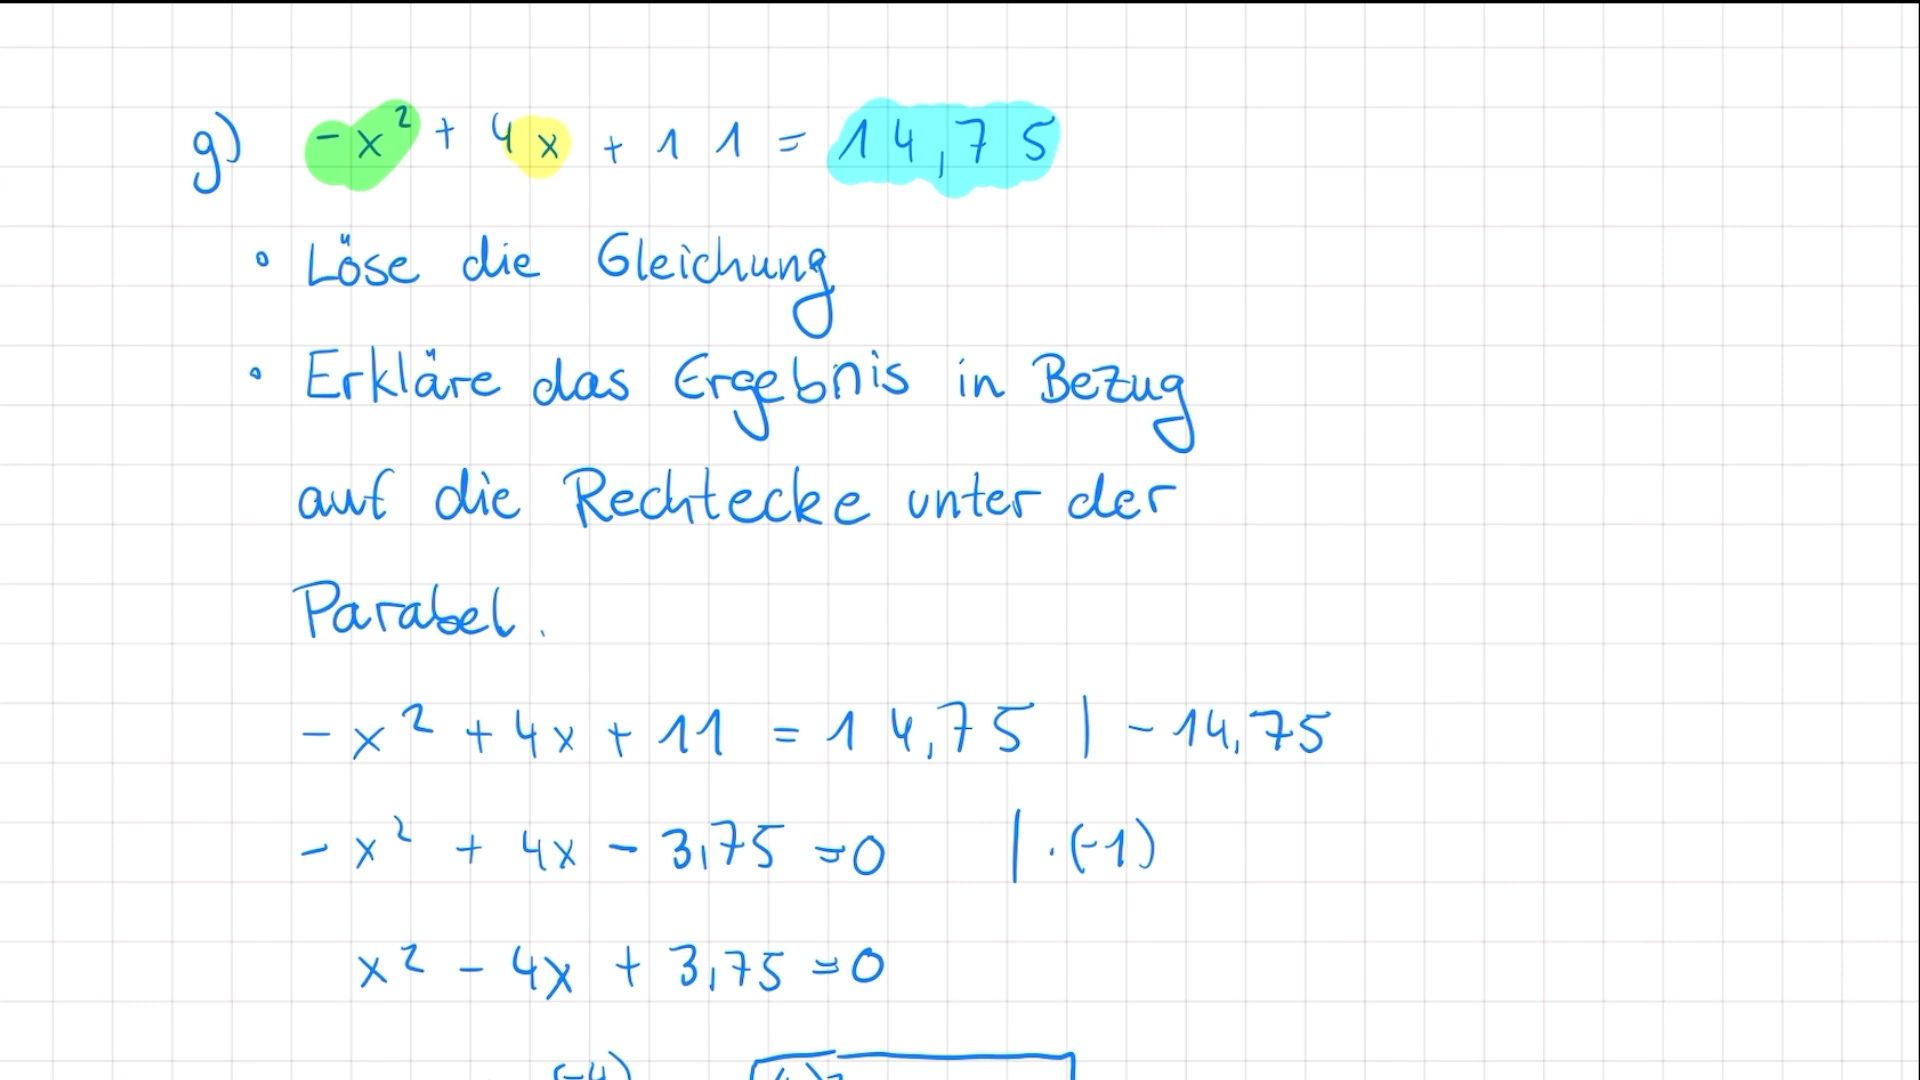 g) -x² + 4x + 11 = 14,75
• Löse die Gleichung
• Erkläre das Ergebnis in Bezug
auf die Rechtecke unter der
Parabel.
-x² + 4x + 11 = 14,75 | -14,75
-x² + 4x - 3,75 = 0 | ·(-1)
x² - 4x + 3,75 = 0